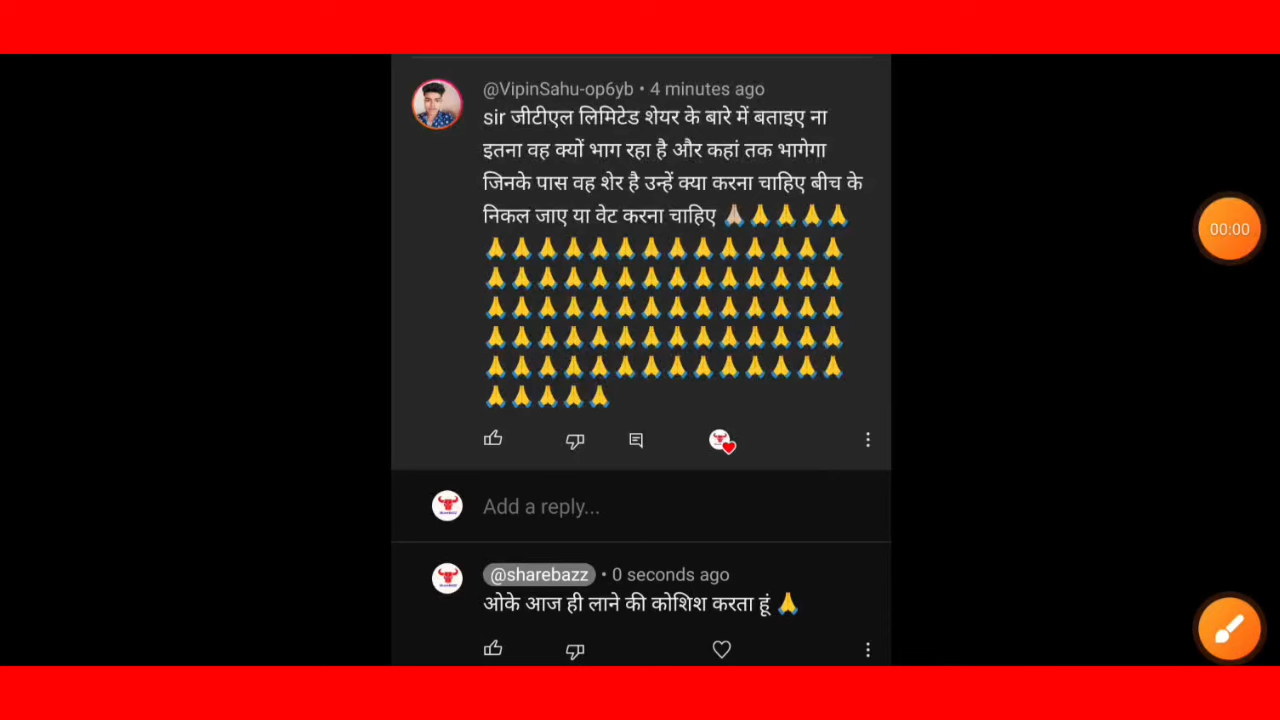 @VipinSahu-op6yb • 4 minutes ago
sir जीटीएल लिमिटेड शेयर के बारे में बताइए ना
इतना वह क्यों भाग रहा है और कहां तक भागेगा
जिनके पास वह शेर है उन्हें क्या करना चाहिए बीच के
निकल जाए या वेट करना चाहिए 🙏🏼🙏🙏🙏🙏
🙏🙏🙏🙏🙏🙏🙏🙏🙏🙏🙏🙏🙏🙏
🙏🙏🙏🙏🙏🙏🙏🙏🙏🙏🙏🙏🙏🙏
🙏🙏🙏🙏🙏🙏🙏🙏🙏🙏🙏🙏🙏🙏
🙏🙏🙏🙏🙏🙏🙏🙏🙏🙏🙏🙏🙏🙏
🙏🙏🙏🙏🙏🙏🙏🙏🙏🙏🙏🙏🙏🙏
🙏🙏🙏🙏🙏
Add a reply...
@sharebazz • 0 seconds ago
ओके आज ही लाने की कोशिश करता हूं 🙏
00:00